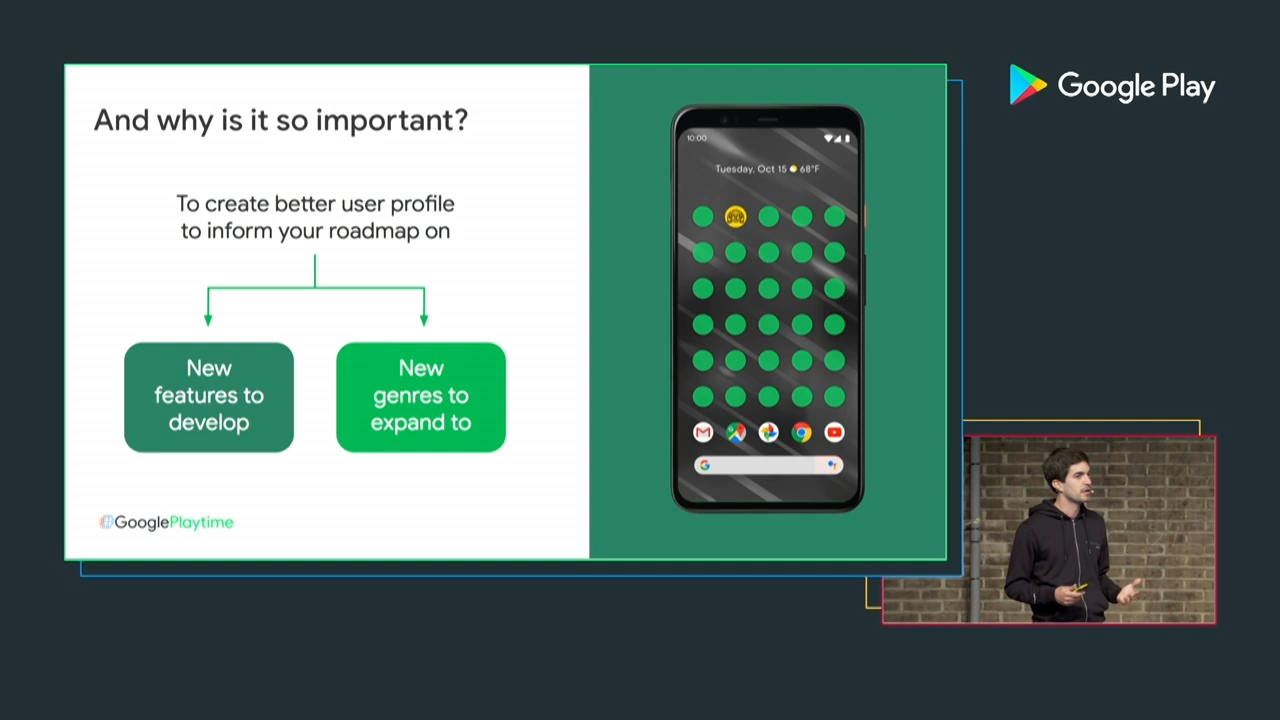 And why is it so important?
To create better user profile
to inform your roadmap on
New
features to
develop
New
genres to
expand to
GooglePlaytime
10:00
Tuesday, Oct 15 68°F
Google Play